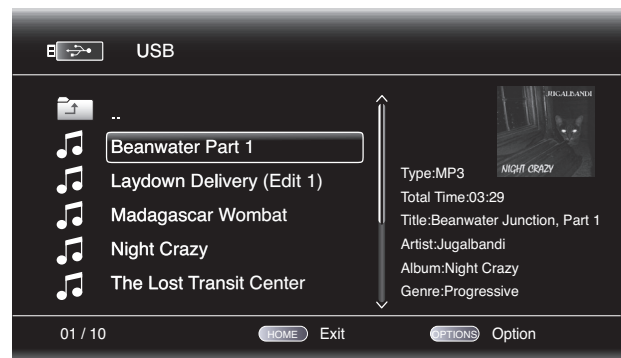 USB
..
Beanwater Part 1
Laydown Delivery (Edit 1)
Madagascar Wombat
Night Crazy
The Lost Transit Center
JUGALBANDI
NIGHT CRAZY
Type:MP3
Total Time:03:29
Title:Beanwater Junction, Part 1
Artist:Jugalbandi
Album:Night Crazy
Genre:Progressive
01 / 10
HOME Exit
OPTIONS Option